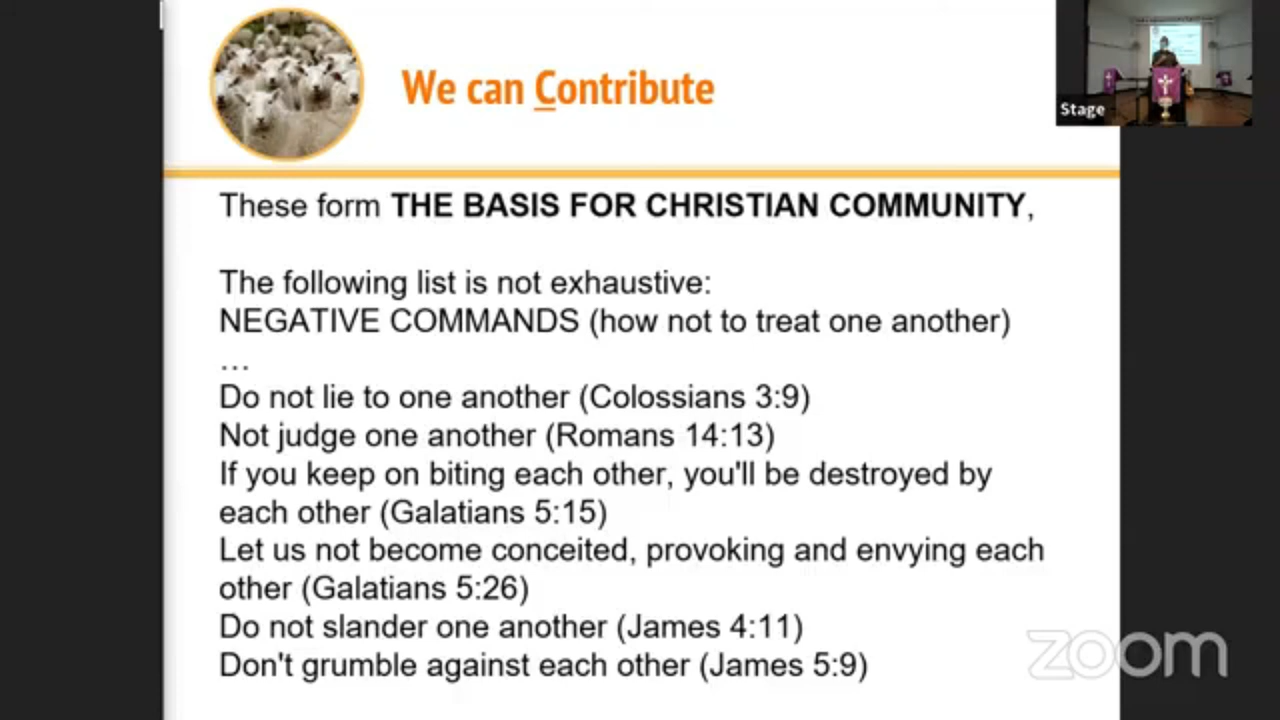 We can Contribute
Stage
These form THE BASIS FOR CHRISTIAN COMMUNITY,
The following list is not exhaustive:
NEGATIVE COMMANDS (how not to treat one another)
...
Do not lie to one another (Colossians 3:9)
Not judge one another (Romans 14:13)
If you keep on biting each other, you'll be destroyed by
each other (Galatians 5:15)
Let us not become conceited, provoking and envying each
other (Galatians 5:26)
Do not slander one another (James 4:11)
Don't grumble against each other (James 5:9)
zoom